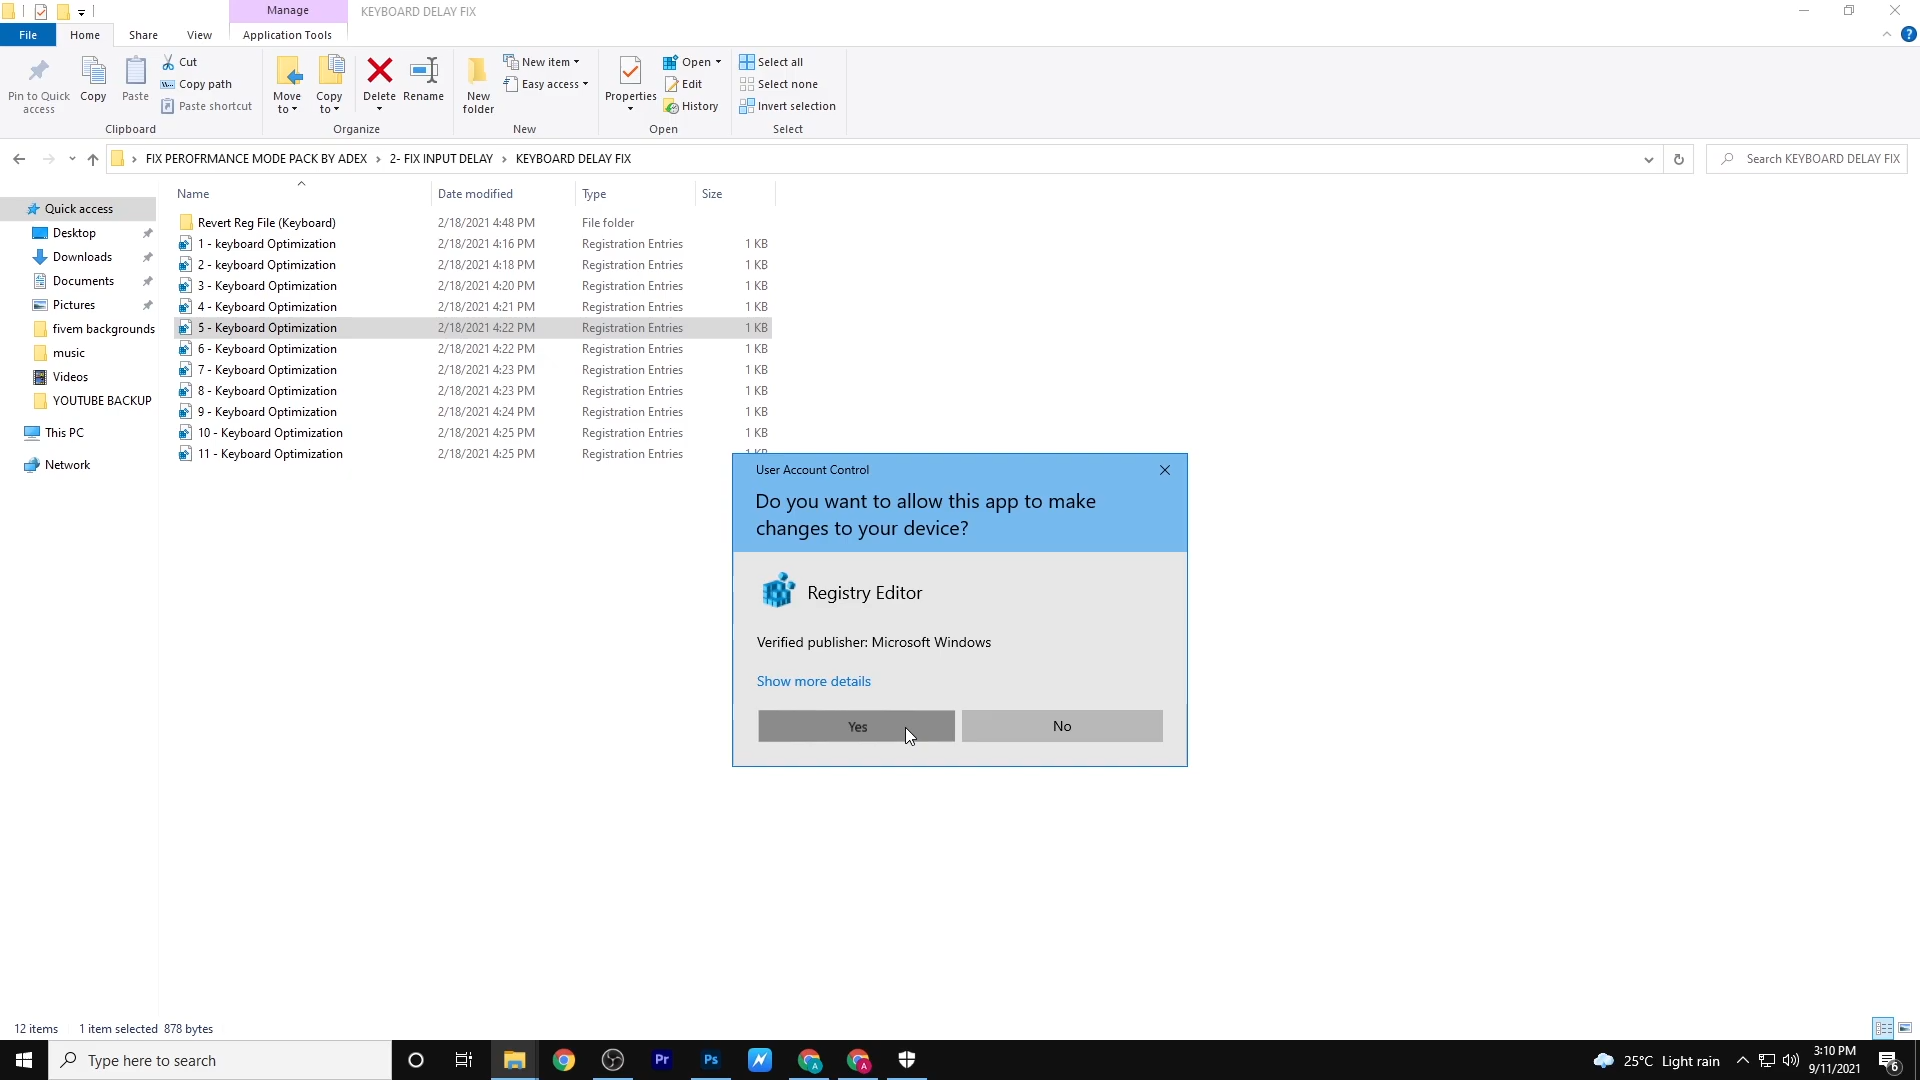 Manage
KEYBOARD DELAY FIX
File
Home
Share
View
Application Tools
Pin to Quick
access
Copy
Paste
Cut
Copy path
Paste shortcut
Clipboard
Move
to
Copy
to
Delete
Rename
Organize
New
folder
New item
Easy access
New
Properties
Open
Edit
History
Open
Select all
Select none
Invert selection
Select
FIX PEROFRMANCE MODE PACK BY ADEX > 2- FIX INPUT DELAY > KEYBOARD DELAY FIX
Search KEYBOARD DELAY FIX
Quick access
Desktop
Downloads
Documents
Pictures
fivem backgrounds
music
Videos
YOUTUBE BACKUP
This PC
Network
Name Date modified Type Size
Revert Reg File (Keyboard) 2/18/2021 4:48 PM File folder
1 - keyboard Optimization 2/18/2021 4:16 PM Registration Entries 1 KB
2 - keyboard Optimization 2/18/2021 4:18 PM Registration Entries 1 KB
3 - Keyboard Optimization 2/18/2021 4:20 PM Registration Entries 1 KB
4 - Keyboard Optimization 2/18/2021 4:21 PM Registration Entries 1 KB
5 - Keyboard Optimization 2/18/2021 4:22 PM Registration Entries 1 KB
6 - Keyboard Optimization 2/18/2021 4:22 PM Registration Entries 1 KB
7 - Keyboard Optimization 2/18/2021 4:23 PM Registration Entries 1 KB
8 - Keyboard Optimization 2/18/2021 4:23 PM Registration Entries 1 KB
9 - Keyboard Optimization 2/18/2021 4:24 PM Registration Entries 1 KB
10 - Keyboard Optimization 2/18/2021 4:25 PM Registration Entries 1 KB
11 - Keyboard Optimization 2/18/2021 4:25 PM Registration Entries 1 KB
User Account Control
Do you want to allow this app to make
changes to your device?
Registry Editor
Verified publisher: Microsoft Windows
Show more details
Yes
No
12 items 1 item selected 878 bytes
Type here to search
Pr
Ps
A
A
25°C Light rain
3:10 PM
9/11/2021
6